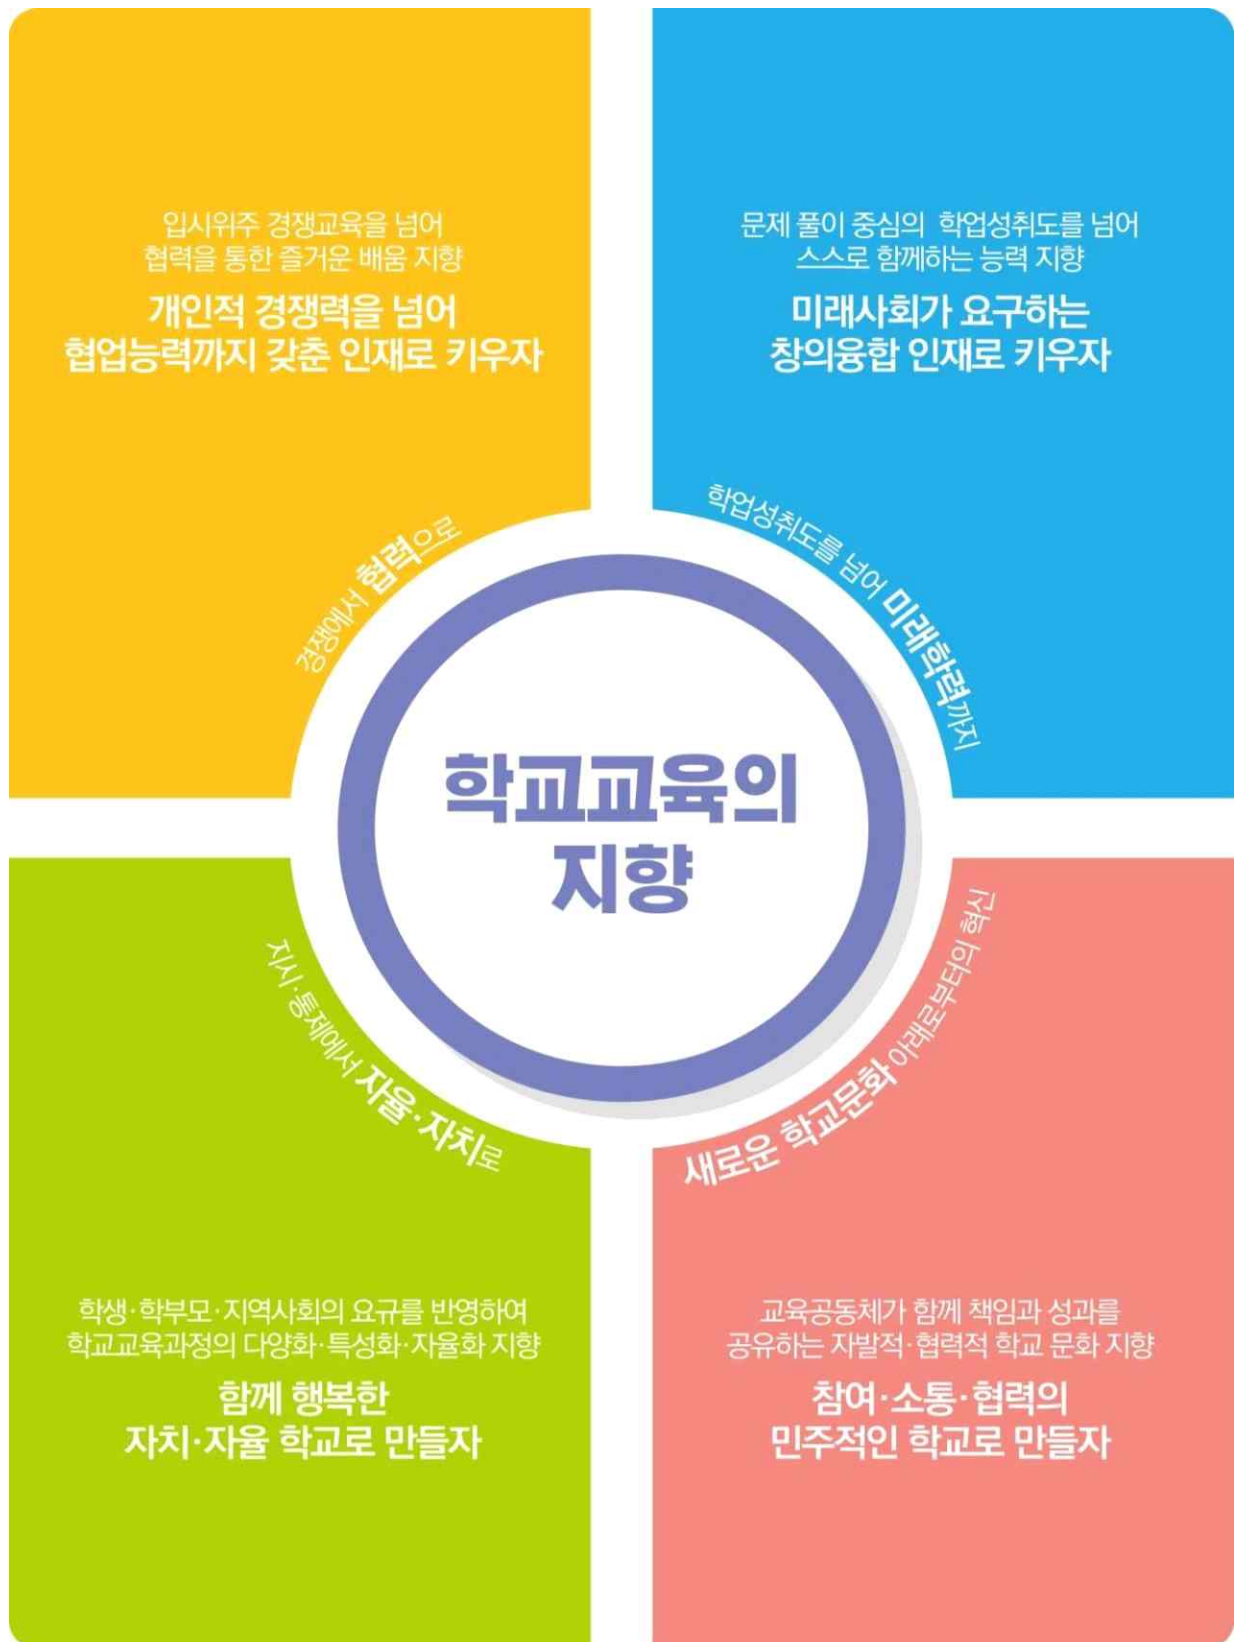 입시위주 경쟁교육을 넘어
협력을 통한 즐거운 배움 지향
개인적 경쟁력을 넘어
협업능력까지 갖춘 인재로 키우자
경쟁에서 협력으로
문제 풀이 중심의 학업성취도를 넘어
스스로 함께하는 능력 지향
미래사회가 요구하는
창의융합 인재로 키우자
학업성취도를 넘어 미래학력까지
학교교육의
지향
지시·통제에서 자율·자치로
학생·학부모·지역사회의 요규를 반영하여
학교교육과정의 다양화·특성화·자율화 지향
함께 행복한
자치·자율 학교로 만들자
새로운 학교문화 아래로부터의 혁신
교육공동체가 함께 책임과 성과를
공유하는 자발적·협력적 학교 문화 지향
참여·소통·협력의
민주적인 학교로 만들자